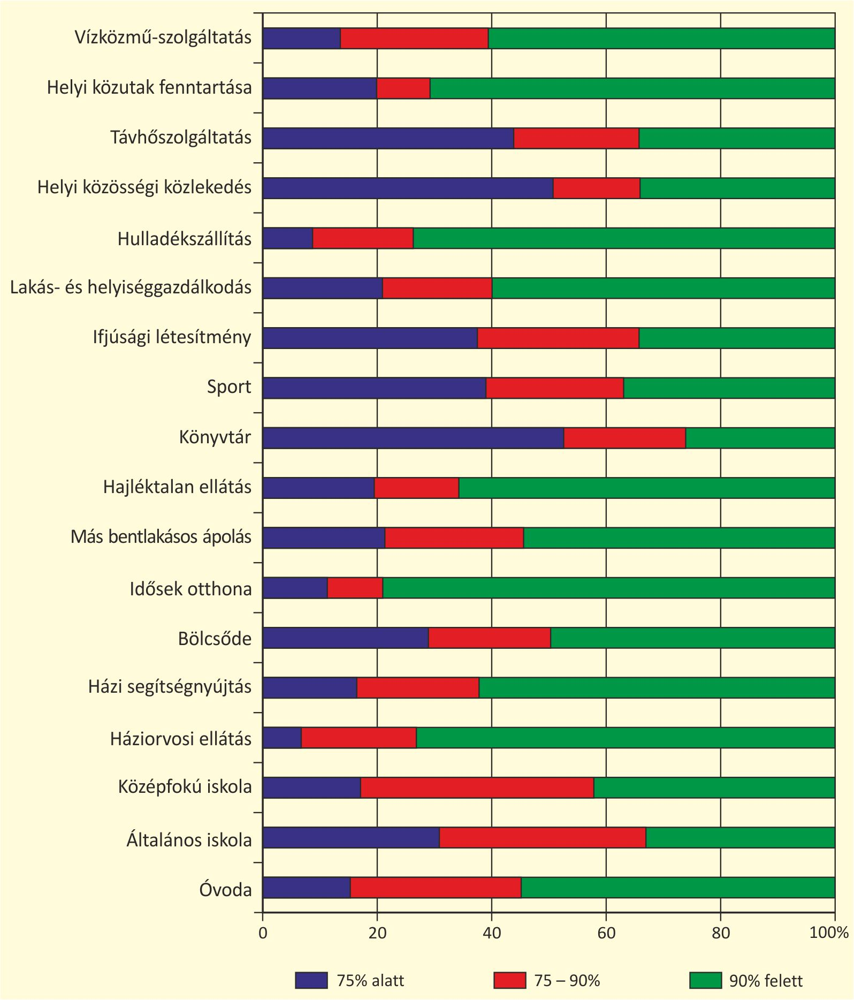 Vízközmű-szolgáltatás
Helyi közutak fenntartása
Távhőszolgáltatás
Helyi közösségi közlekedés
Hulladékszállítás
Lakás- és helyiséggazdálkodás
Ifjúsági létesítmény
Sport
Könyvtár
Hajléktalan ellátás
Más bentlakásos ápolás
Idősek otthona
Bölcsőde
Házi segítségnyújtás
Háziorvosi ellátás
Középfokú iskola
Általános iskola
Óvoda
0 20 40 60 80 100%
75% alatt 75 – 90% 90% felett